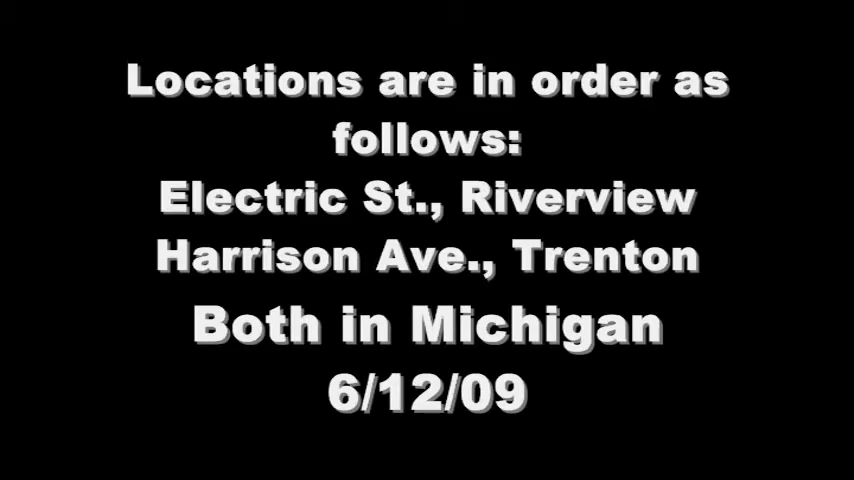 Locations are in order as
follows:
Electric St., Riverview
Harrison Ave., Trenton
Both in Michigan
6/12/09